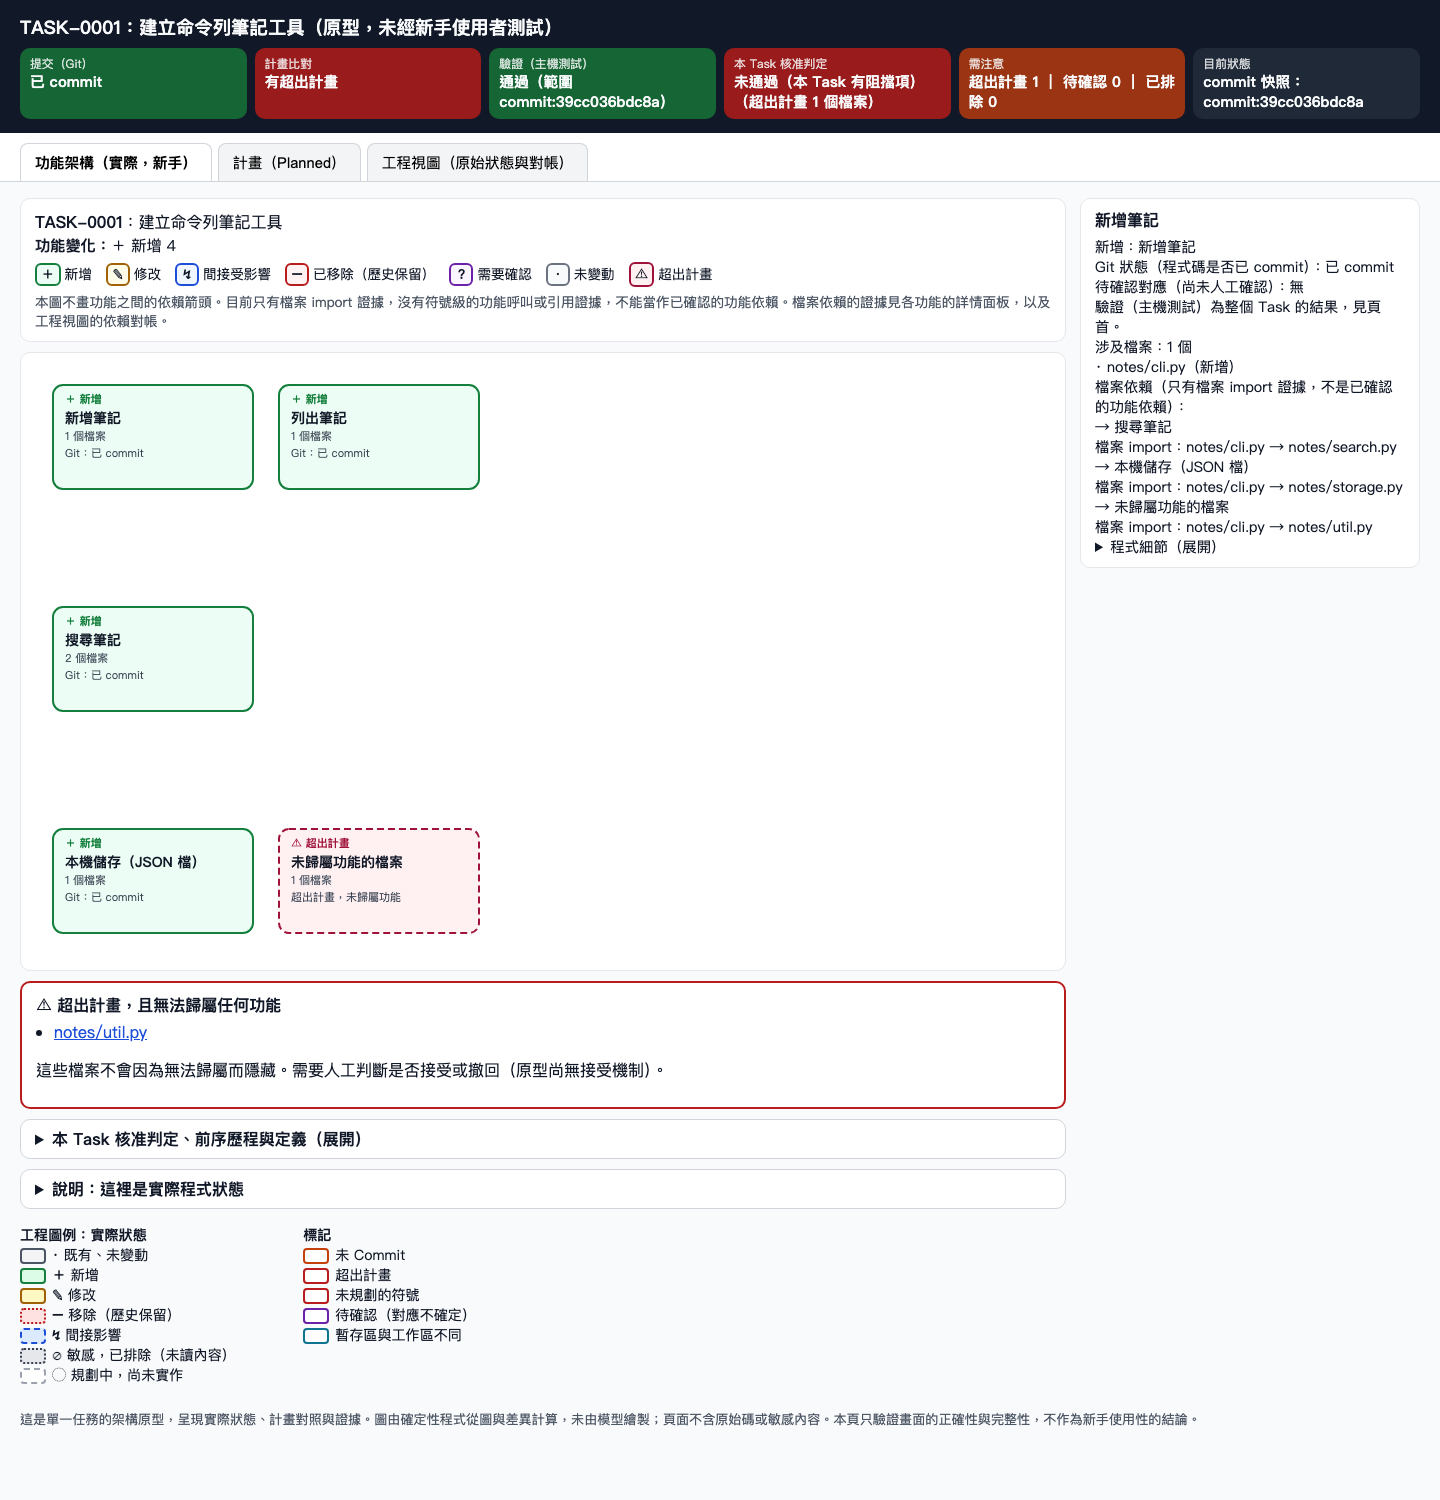 TASK-0001：建立命令列筆記工具（原型，未經新手使用者測試）
提交（Git）
已 commit
計畫比對
有超出計畫
驗證（主機測試）
通過（範圍
commit:39cc036bdc8a）
本 Task 核准判定
未通過（本 Task 有阻擋項）
（超出計畫 1 個檔案）
需注意
超出計畫 1 ｜ 待確認 0 ｜ 已排
除 0
目前狀態
commit 快照：
commit:39cc036bdc8a
功能架構（實際，新手）
計畫（Planned）
工程視圖（原始狀態與對帳）
TASK-0001：建立命令列筆記工具
功能變化：＋ 新增 4
＋ 新增 ✎ 修改 ↯ 間接受影響 － 已移除（歷史保留） ? 需要確認 · 未變動 ⚠ 超出計畫
本圖不畫功能之間的依賴箭頭。目前只有檔案 import 證據，沒有符號級的功能呼叫或引用證據，不能當作已確認的功能依賴。檔案依賴的證據見各功能的詳情面板，以及
工程視圖的依賴對帳。
＋ 新增
新增筆記
1 個檔案
Git：已 commit
＋ 新增
列出筆記
1 個檔案
Git：已 commit
＋ 新增
搜尋筆記
2 個檔案
Git：已 commit
＋ 新增
本機儲存（JSON 檔）
1 個檔案
Git：已 commit
⚠ 超出計畫
未歸屬功能的檔案
1 個檔案
超出計畫，未歸屬功能
新增筆記
新增：新增筆記
Git 狀態（程式碼是否已 commit）：已 commit
待確認對應（尚未人工確認）：無
驗證（主機測試）為整個 Task 的結果，見頁
首。
涉及檔案：1 個
· notes/cli.py（新增）
檔案依賴（只有檔案 import 證據，不是已確認
的功能依賴）：
→ 搜尋筆記
檔案 import：notes/cli.py → notes/search.py
→ 本機儲存（JSON 檔）
檔案 import：notes/cli.py → notes/storage.py
→ 未歸屬功能的檔案
檔案 import：notes/cli.py → notes/util.py
▶ 程式細節（展開）
⚠ 超出計畫，且無法歸屬任何功能
• notes/util.py
這些檔案不會因為無法歸屬而隱藏。需要人工判斷是否接受或撤回（原型尚無接受機制）。
▶ 本 Task 核准判定、前序歷程與定義（展開）
▶ 說明：這裡是實際程式狀態
工程圖例：實際狀態
· 既有、未變動
＋ 新增
✎ 修改
－ 移除（歷史保留）
↯ 間接影響
⊘ 敏感，已排除（未讀內容）
◌ 規劃中，尚未實作
標記
未 Commit
超出計畫
未規劃的符號
待確認（對應不確定）
暫存區與工作區不同
這是單一任務的架構原型，呈現實際狀態、計畫對照與證據。圖由確定性程式從圖與差異計算，未由模型繪製；頁面不含原始碼或敏感內容。本頁只驗證畫面的正確性與完整性，不作為新手使用性的結論。